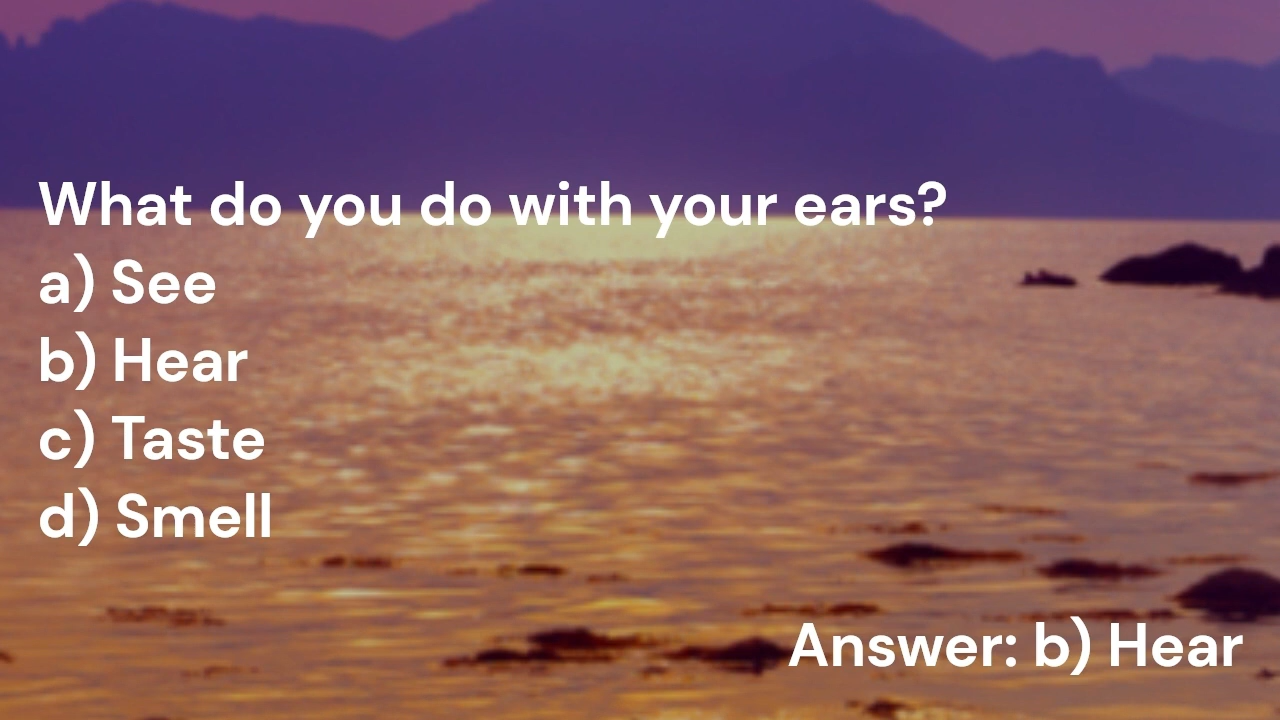 What do you do with your ears?
a) See
b) Hear
c) Taste
d) Smell
Answer: b) Hear